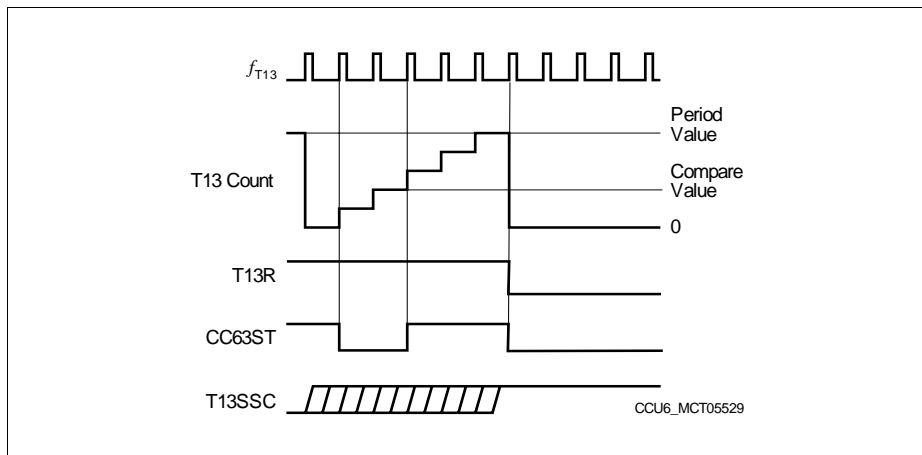 fT13
Period
Value
T13 Count
Compare
Value
0
T13R
CC63ST
T13SSC
CCU6_MCT05529